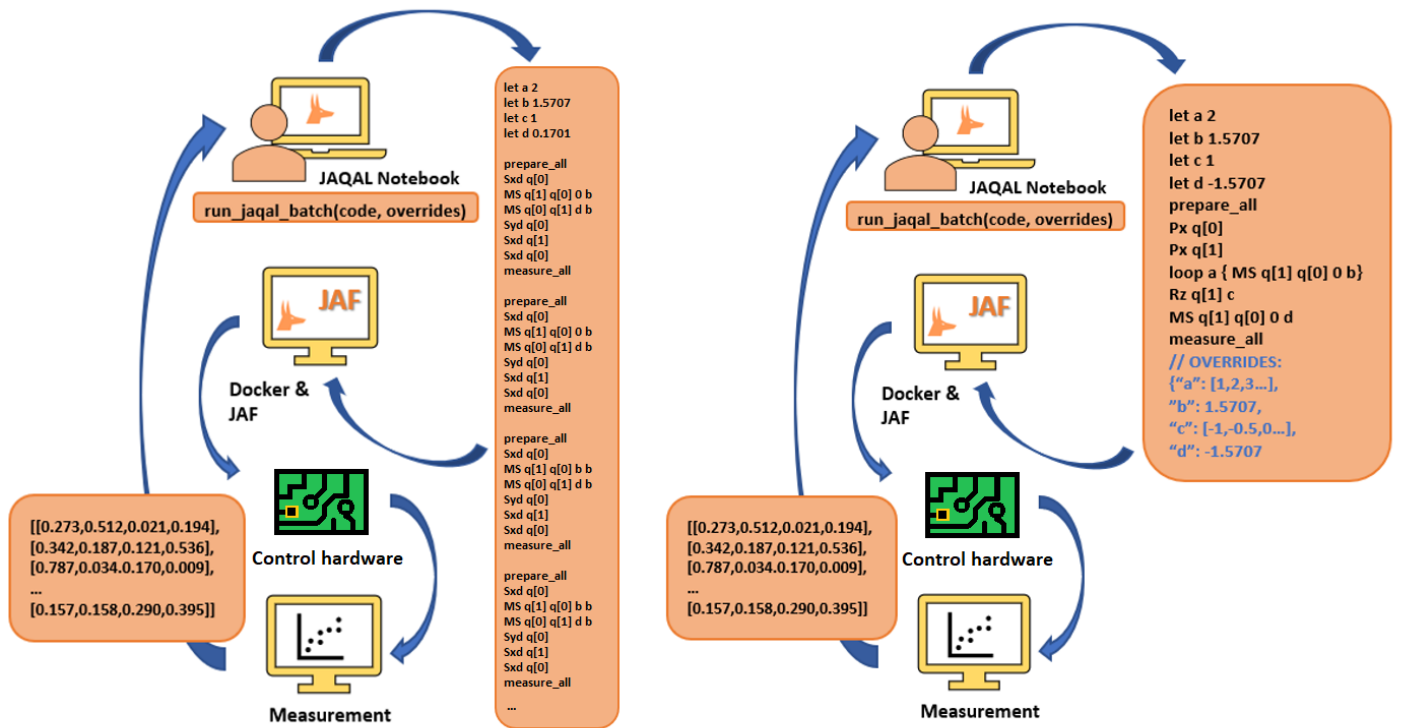 let a 2
let b 1.5707
let c 1
let d 0.1701
prepare_all
Sxd q[0]
MS q[1] q[0] 0 b
MS q[0] q[1] d b
Syd q[0]
Sxd q[1]
Sxd q[0]
measure_all
prepare_all
Sxd q[0]
MS q[1] q[0] 0 b
MS q[0] q[1] d b
Syd q[0]
Sxd q[1]
Sxd q[0]
measure_all
prepare_all
Sxd q[0]
MS q[1] q[0] b b
MS q[0] q[1] d b
Syd q[0]
Sxd q[1]
Sxd q[0]
measure_all
prepare_all
Sxd q[0]
MS q[1] q[0] b b
MS q[0] q[1] d b
Syd q[0]
Sxd q[1]
Sxd q[0]
measure_all
...
JAQAL Notebook
run_jaqal_batch(code, overrides)
JAF
Docker &
JAF
Control hardware
[[0.273,0.512,0.021,0.194],
[0.342,0.187,0.121,0.536],
[0.787,0.034.0.170,0.009],
...
[0.157,0.158,0.290,0.395]]
Measurement
let a 2
let b 1.5707
let c 1
let d -1.5707
prepare_all
Px q[0]
Px q[1]
loop a { MS q[1] q[0] 0 b}
Rz q[1] c
MS q[1] q[0] 0 d
measure_all
// OVERRIDES:
{“a”: [1,2,3...],
”b”: 1.5707,
“c”: [-1,-0.5,0...],
“d”: -1.5707
JAQAL Notebook
run_jaqal_batch(code, overrides)
JAF
Docker &
JAF
Control hardware
[[0.273,0.512,0.021,0.194],
[0.342,0.187,0.121,0.536],
[0.787,0.034.0.170,0.009],
...
[0.157,0.158,0.290,0.395]]
Measurement